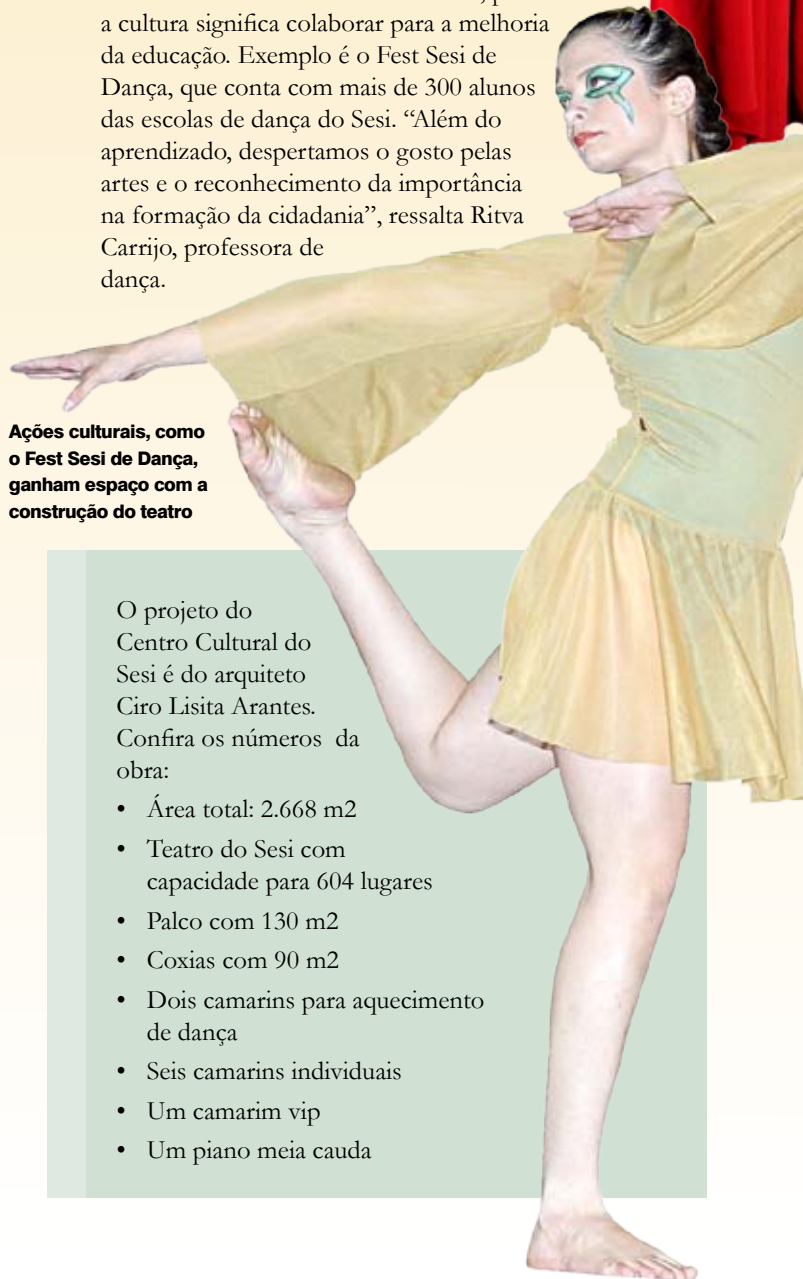 a cultura significa colaborar para a melhoria
da educação. Exemplo é o Fest Sesi de
Dança, que conta com mais de 300 alunos
das escolas de dança do Sesi. “Além do
aprendizado, despertamos o gosto pelas
artes e o reconhecimento da importância
na formação da cidadania”, ressalta Ritva
Carrijo, professora de
dança.
Ações culturais, como
o Fest Sesi de Dança,
ganham espaço com a
construção do teatro
O projeto do
Centro Cultural do
Sesi é do arquiteto
Ciro Lisita Arantes.
Confira os números da
obra:
• Área total: 2.668 m2
• Teatro do Sesi com
capacidade para 604 lugares
• Palco com 130 m2
• Coxias com 90 m2
• Dois camarins para aquecimento
de dança
• Seis camarins individuais
• Um camarim vip
• Um piano meia cauda